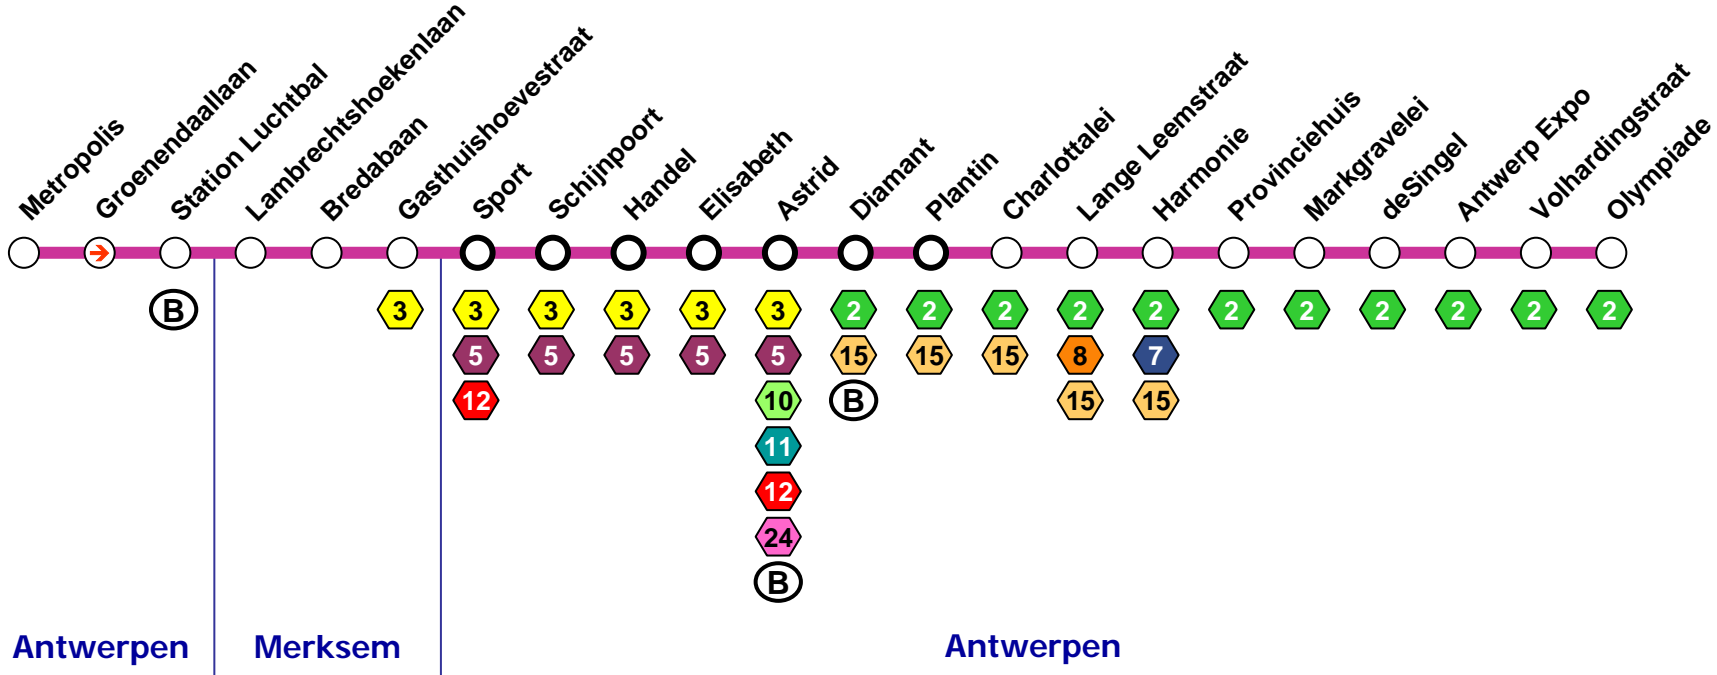 Metropolis
Groenendaallaan
Station Luchtbal
Lambrechtshoekenlaan
Bredabaan
Gasthuishoevestraat
Sport
Schijnpoort
Handel
Elisabeth
Astrid
Diamant
Plantin
Charlottalei
Lange Leemstraat
Harmonie
Provinciehuis
Markgravelei
deSingel
Antwerp Expo
Volhardingstraat
Olympiade
B 3 3 3 3 3 3 2 2 2 2 2 2 2 2 2 2 2
5 5 5 5 5 15 15 15 8 7
12 10 B 15 15
11
12
24
B
Antwerpen Merksem Antwerpen